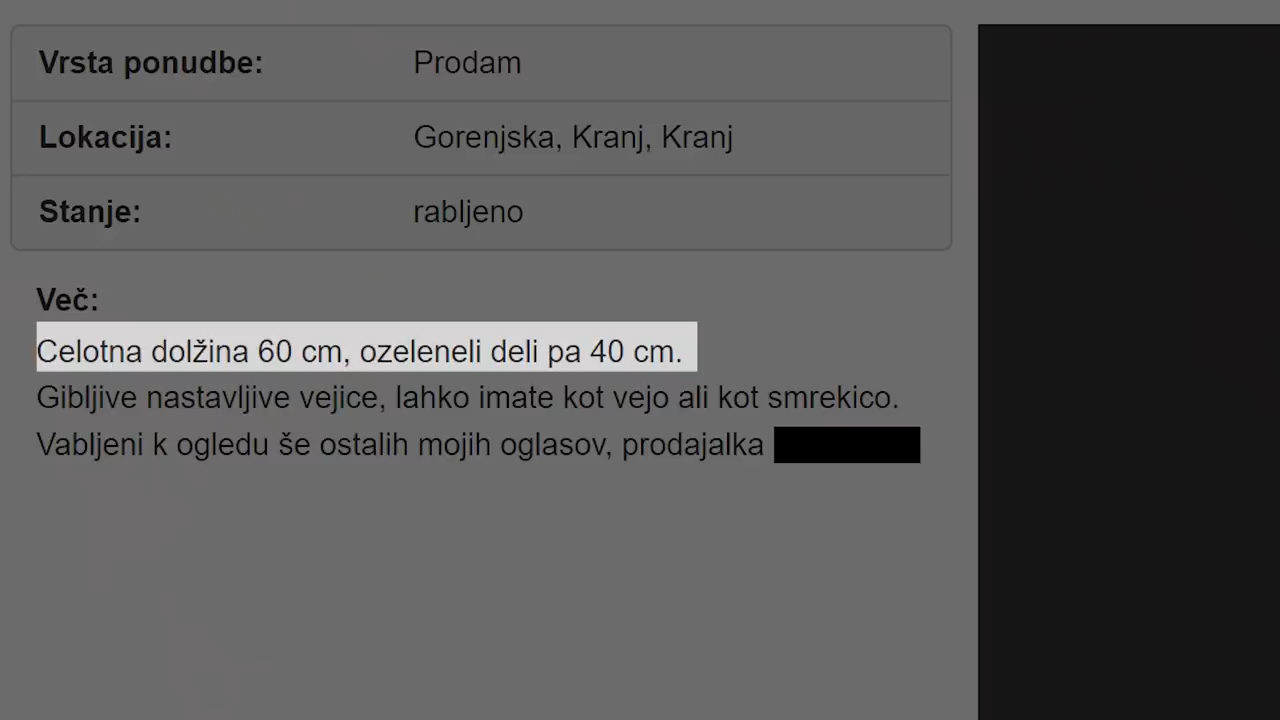 Vrsta ponudbe: Prodam
Lokacija: Gorenjska, Kranj, Kranj
Stanje: rabljeno
Več:
Celotna dolžina 60 cm, ozeleneli deli pa 40 cm.
Gibljive nastavljive vejice, lahko imate kot vejo ali kot smrekico.
Vabljeni k ogledu še ostalih mojih oglasov, prodajalka